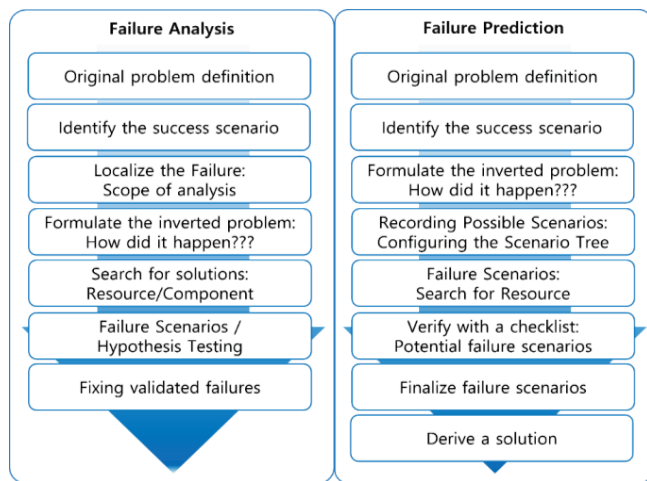 Failure Analysis
Original problem definition
Identify the success scenario
Localize the Failure:
Scope of analysis
Formulate the inverted problem:
How did it happen???
Search for solutions:
Resource/Component
Failure Scenarios /
Hypothesis Testing
Fixing validated failures
Failure Prediction
Original problem definition
Identify the success scenario
Formulate the inverted problem:
How did it happen???
Recording Possible Scenarios:
Configuring the Scenario Tree
Failure Scenarios:
Search for Resource
Verify with a checklist:
Potential failure scenarios
Finalize failure scenarios
Derive a solution